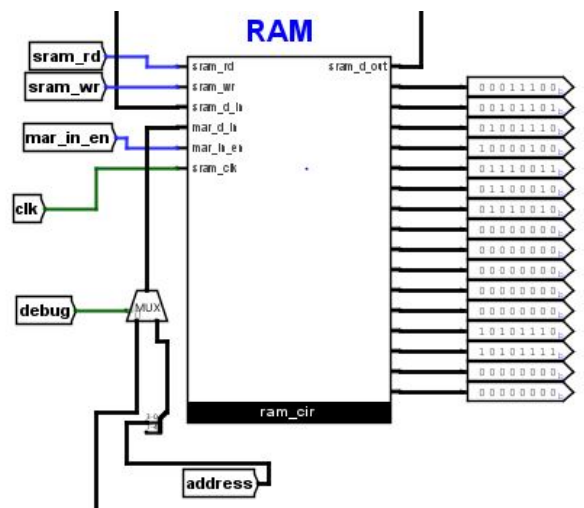 RAM
sram_rd
sram_wr
mar_in_en
clk
debug
MUX
address
sram_rd
sram_wr
sram_d_in
mar_d_in
mar_in_en
sram_clk
sram_d_out
ram_cir
00011100
00101101
01001110
10000100
01110011
01100010
01010010
00000000
00000000
00000000
00000000
00000000
10101110
10101111
00000000
00000000